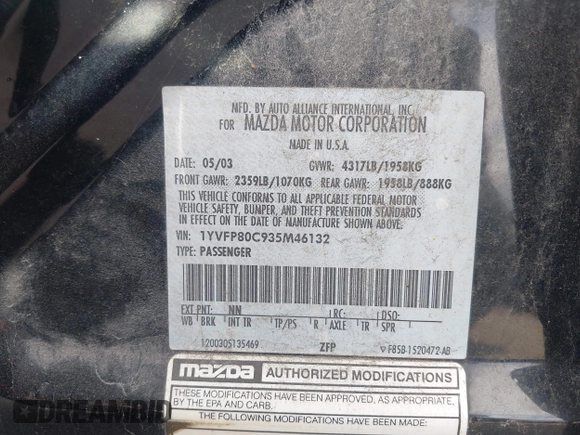 MFD. BY AUTO ALLIANCE INTERNATIONAL, INC.
FOR MAZDA MOTOR CORPORATION
MADE IN U.S.A.
DATE: 05/03 GVWR: 4317LB/1958KG
FRONT GAWR: 2359LB/1070KG REAR GAWR: 1958LB/888KG
THIS VEHICLE CONFORMS TO ALL APPLICABLE FEDERAL MOTOR
VEHICLE SAFETY, BUMPER, AND THEFT PREVENTION STANDARDS
IN EFFECT ON THE DATE OF MANUFACTURE SHOWN ABOVE.
VIN: 1YVFP80C935M46132
TYPE: PASSENGER
EXT PNT: NN RC: DSO:
WB BRK INT TR TP/PS R AXLE TR SPR
1200305135469 ZFP F85B-1520472-AB
mazda AUTHORIZED MODIFICATIONS
THESE MODIFICATIONS HAVE BEEN APPROVED, AS APPROPRIATE,
BY THE EPA AND CARB.
THE FOLLOWING MODIFICATIONS HAVE BEEN MADE:
DREAMBID